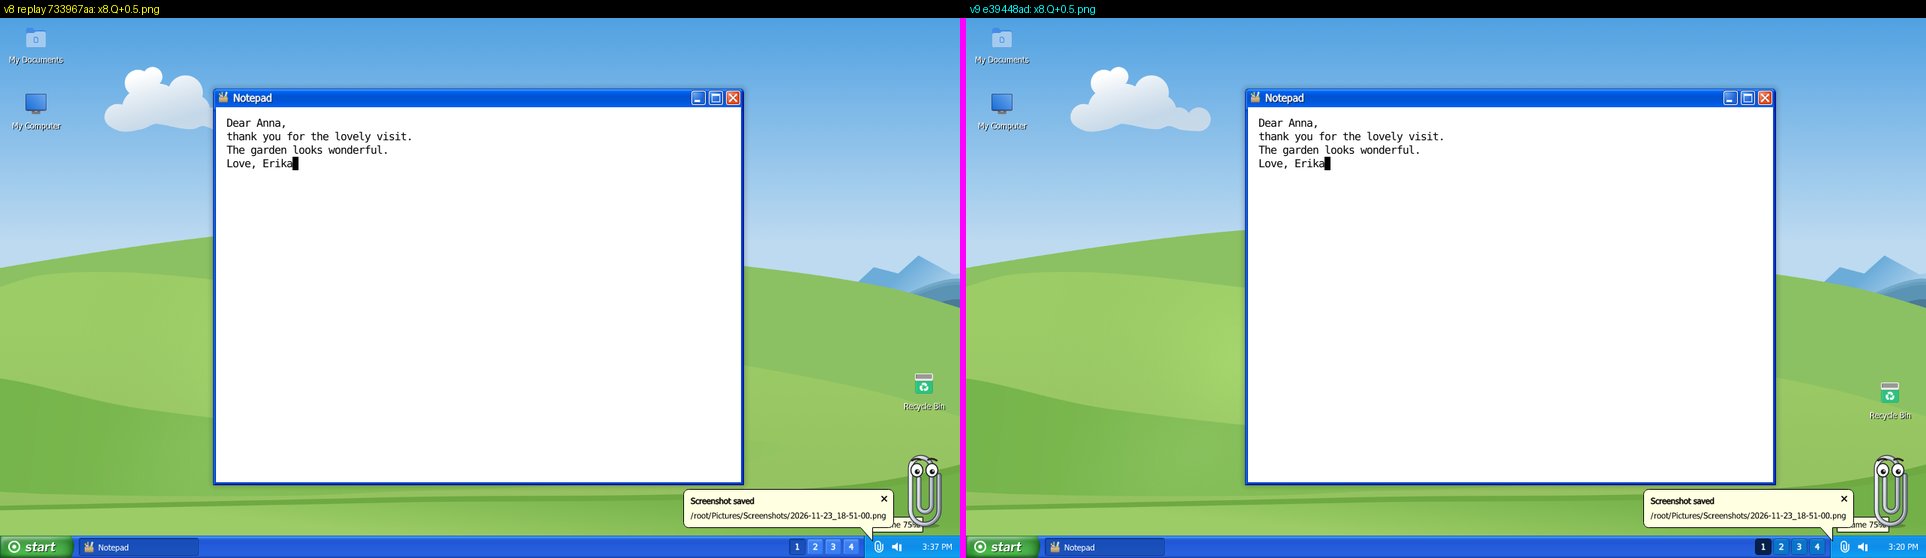 v8 replay 733967aa: x8.Q+0.5.png
My Documents
My Computer
Notepad
Dear Anna,
thank you for the lovely visit.
The garden looks wonderful.
Love, Erika
Recycle Bin
Screenshot saved
/root/Pictures/Screenshots/2026-11-23_18-51-00.png
75%
start
Notepad
1 2 3 4
3:37 PM
v9 e39448ad: x8.Q+0.5.png
My Documents
My Computer
Notepad
Dear Anna,
thank you for the lovely visit.
The garden looks wonderful.
Love, Erika
Recycle Bin
Screenshot saved
/root/Pictures/Screenshots/2026-11-23_18-51-00.png
75%
start
Notepad
1 2 3 4
3:20 PM